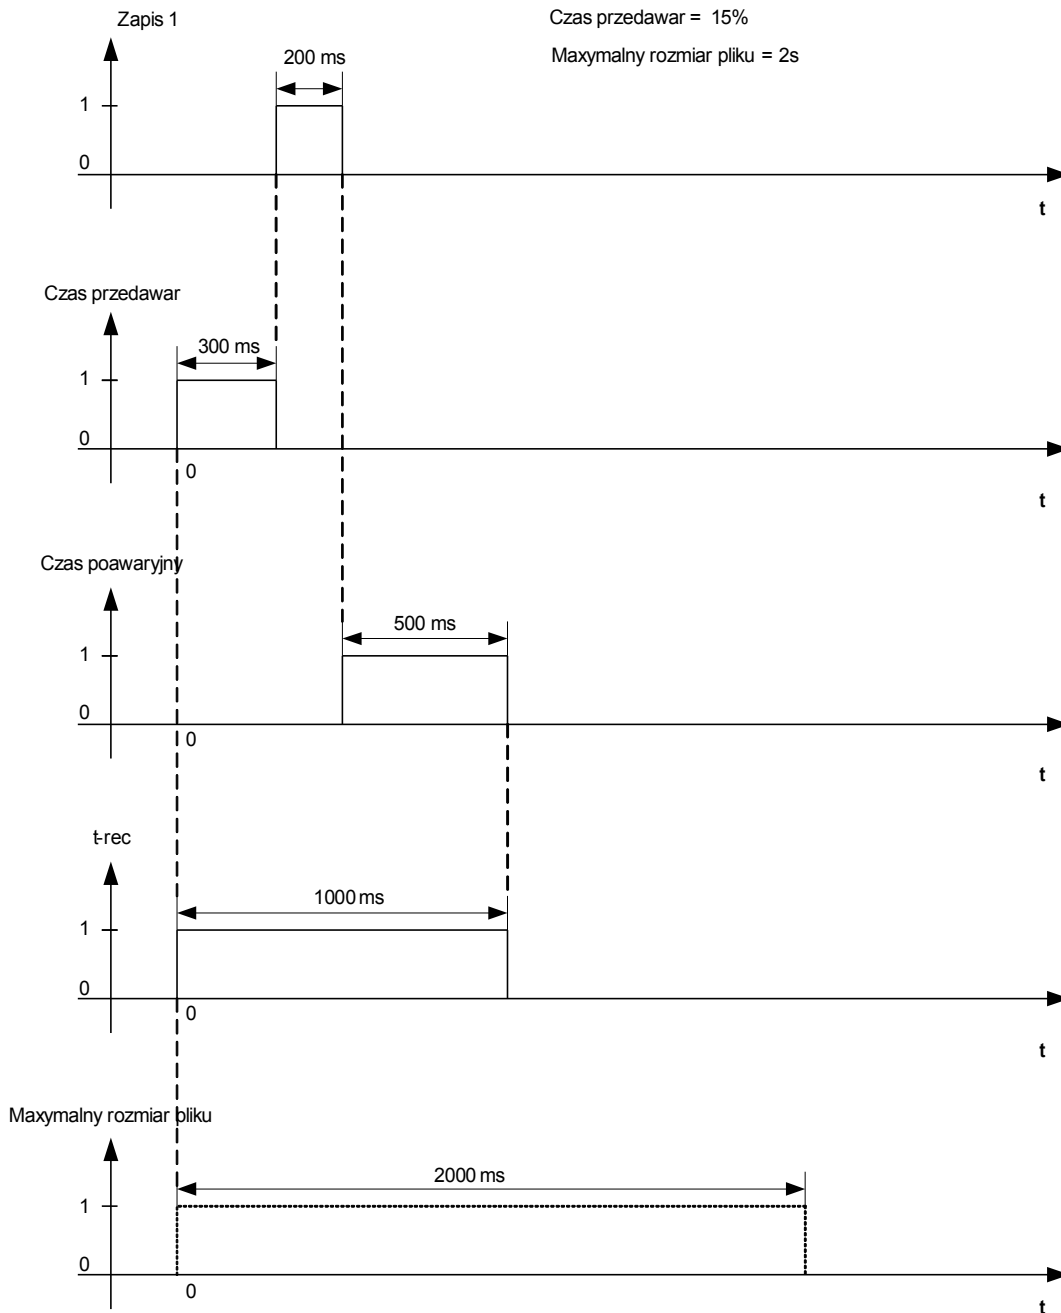 Zapis 1
Czas przedawar = 15%
Maxymalny rozmiar pliku = 2s
200 ms
1
0
t
Czas przedawar
300 ms
1
0
0
t
Czas poawaryjny
500 ms
1
0
0
t
t-rec
1000 ms
1
0
0
t
Maxymalny rozmiar pliku
2000 ms
1
0
0
t